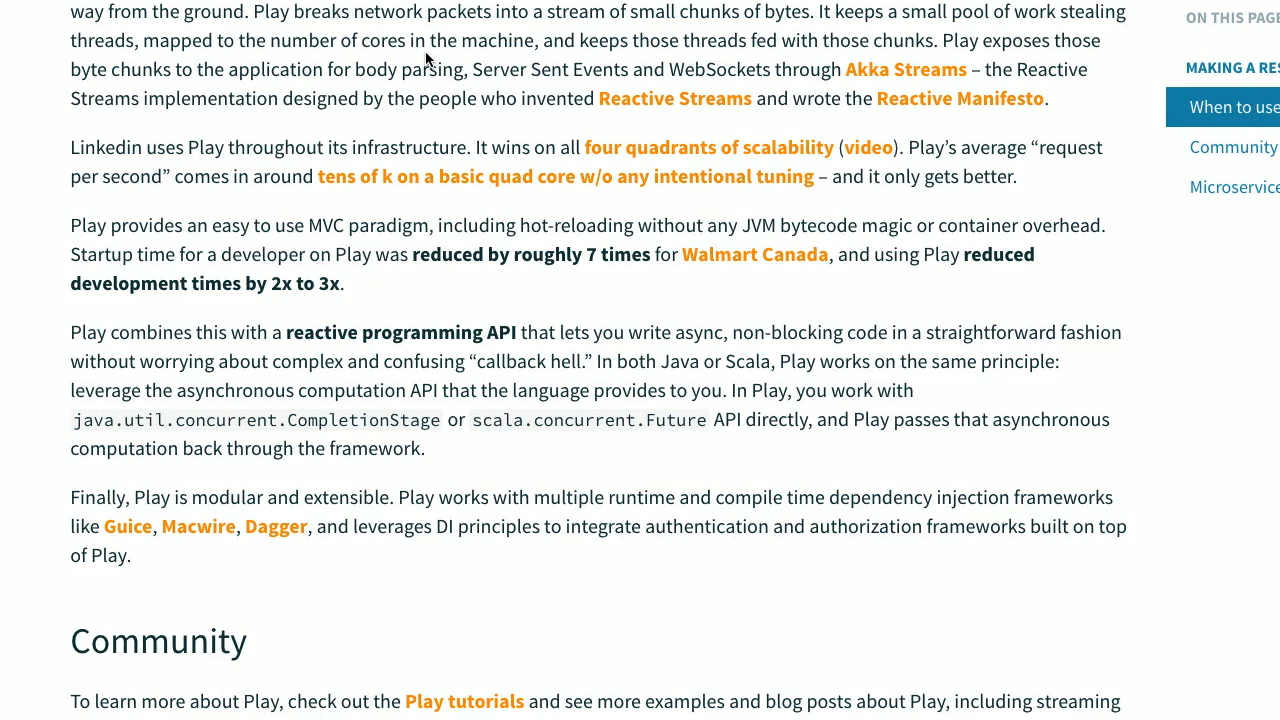 way from the ground. Play breaks network packets into a stream of small chunks of bytes. It keeps a small pool of work stealing
threads, mapped to the number of cores in the machine, and keeps those threads fed with those chunks. Play exposes those
byte chunks to the application for body parsing, Server Sent Events and WebSockets through Akka Streams – the Reactive
Streams implementation designed by the people who invented Reactive Streams and wrote the Reactive Manifesto.
Linkedin uses Play throughout its infrastructure. It wins on all four quadrants of scalability (video). Play’s average “request
per second” comes in around tens of k on a basic quad core w/o any intentional tuning – and it only gets better.
Play provides an easy to use MVC paradigm, including hot-reloading without any JVM bytecode magic or container overhead.
Startup time for a developer on Play was reduced by roughly 7 times for Walmart Canada, and using Play reduced
development times by 2x to 3x.
Play combines this with a reactive programming API that lets you write async, non-blocking code in a straightforward fashion
without worrying about complex and confusing “callback hell.” In both Java or Scala, Play works on the same principle:
leverage the asynchronous computation API that the language provides to you. In Play, you work with
java.util.concurrent.CompletionStage or scala.concurrent.Future API directly, and Play passes that asynchronous
computation back through the framework.
Finally, Play is modular and extensible. Play works with multiple runtime and compile time dependency injection frameworks
like Guice, Macwire, Dagger, and leverages DI principles to integrate authentication and authorization frameworks built on top
of Play.
Community
To learn more about Play, check out the Play tutorials and see more examples and blog posts about Play, including streaming
ON THIS PAGE
MAKING A RES
When to use
Community
Microservice